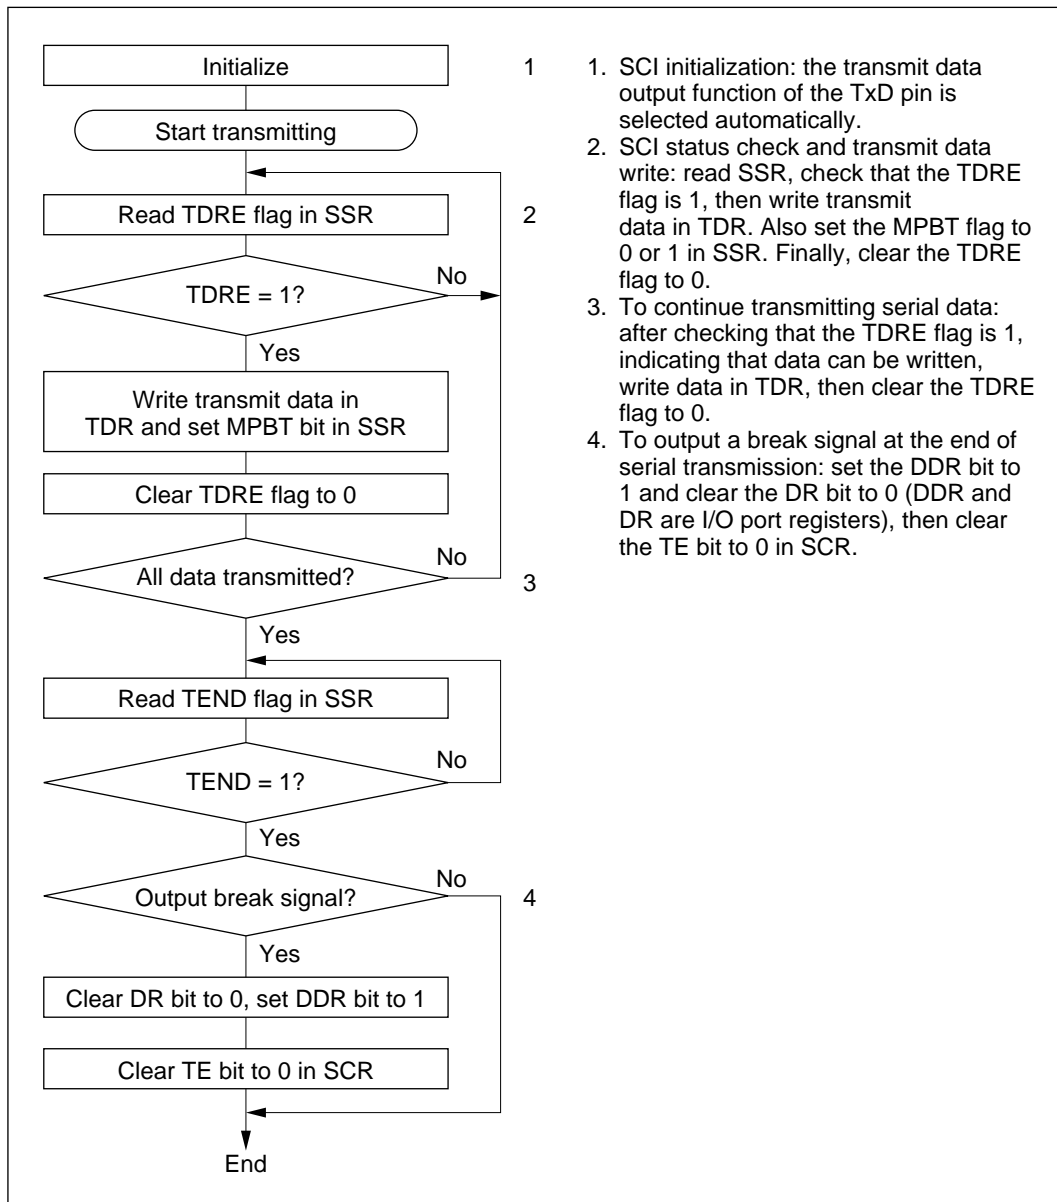 Initialize
1
Start transmitting
Read TDRE flag in SSR
2
TDRE = 1?
No
Yes
Write transmit data in
TDR and set MPBT bit in SSR
Clear TDRE flag to 0
All data transmitted?
No
3
Yes
Read TEND flag in SSR
TEND = 1?
No
Yes
Output break signal?
No
4
Yes
Clear DR bit to 0, set DDR bit to 1
Clear TE bit to 0 in SCR
End
1. SCI initialization: the transmit data
output function of the TxD pin is
selected automatically.
2. SCI status check and transmit data
write: read SSR, check that the TDRE
flag is 1, then write transmit
data in TDR. Also set the MPBT flag to
0 or 1 in SSR. Finally, clear the TDRE
flag to 0.
3. To continue transmitting serial data:
after checking that the TDRE flag is 1,
indicating that data can be written,
write data in TDR, then clear the TDRE
flag to 0.
4. To output a break signal at the end of
serial transmission: set the DDR bit to
1 and clear the DR bit to 0 (DDR and
DR are I/O port registers), then clear
the TE bit to 0 in SCR.